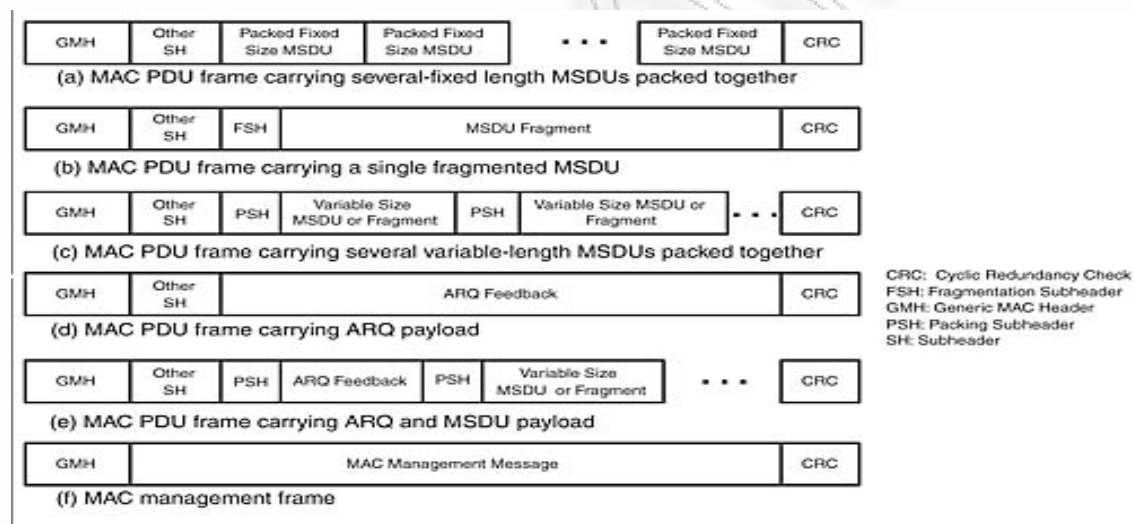 GMH Other SH Packed Fixed Size MSDU Packed Fixed Size MSDU • • • Packed Fixed Size MSDU CRC
(a) MAC PDU frame carrying several-fixed length MSDUs packed together
GMH Other SH FSH MSDU Fragment CRC
(b) MAC PDU frame carrying a single fragmented MSDU
GMH Other SH PSH Variable Size MSDU or Fragment PSH Variable Size MSDU or Fragment • • • CRC
(c) MAC PDU frame carrying several variable-length MSDUs packed together
GMH Other SH ARQ Feedback CRC
(d) MAC PDU frame carrying ARQ payload
GMH Other SH PSH ARQ Feedback PSH Variable Size MSDU or Fragment • • • CRC
(e) MAC PDU frame carrying ARQ and MSDU payload
GMH MAC Management Message CRC
(f) MAC management frame
CRC: Cyclic Redundancy Check
FSH: Fragmentation Subheader
GMH: Generic MAC Header
PSH: Packing Subheader
SH: Subheader